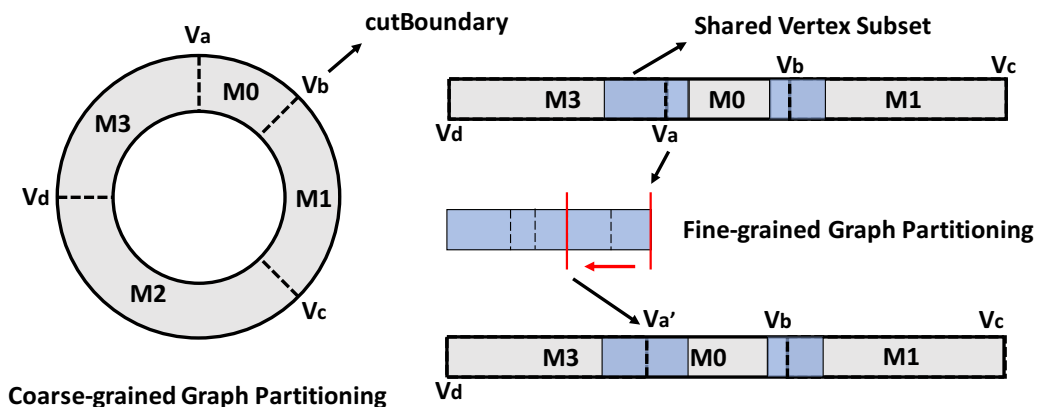 Va
cutBoundary
Vb
M0
M3
Vd
M1
M2
Vc
Coarse-grained Graph Partitioning
Shared Vertex Subset
Vb
Vc
M3
M0
M1
Vd
Va
Fine-grained Graph Partitioning
Va’
Vb
Vc
M3
M0
M1
Vd